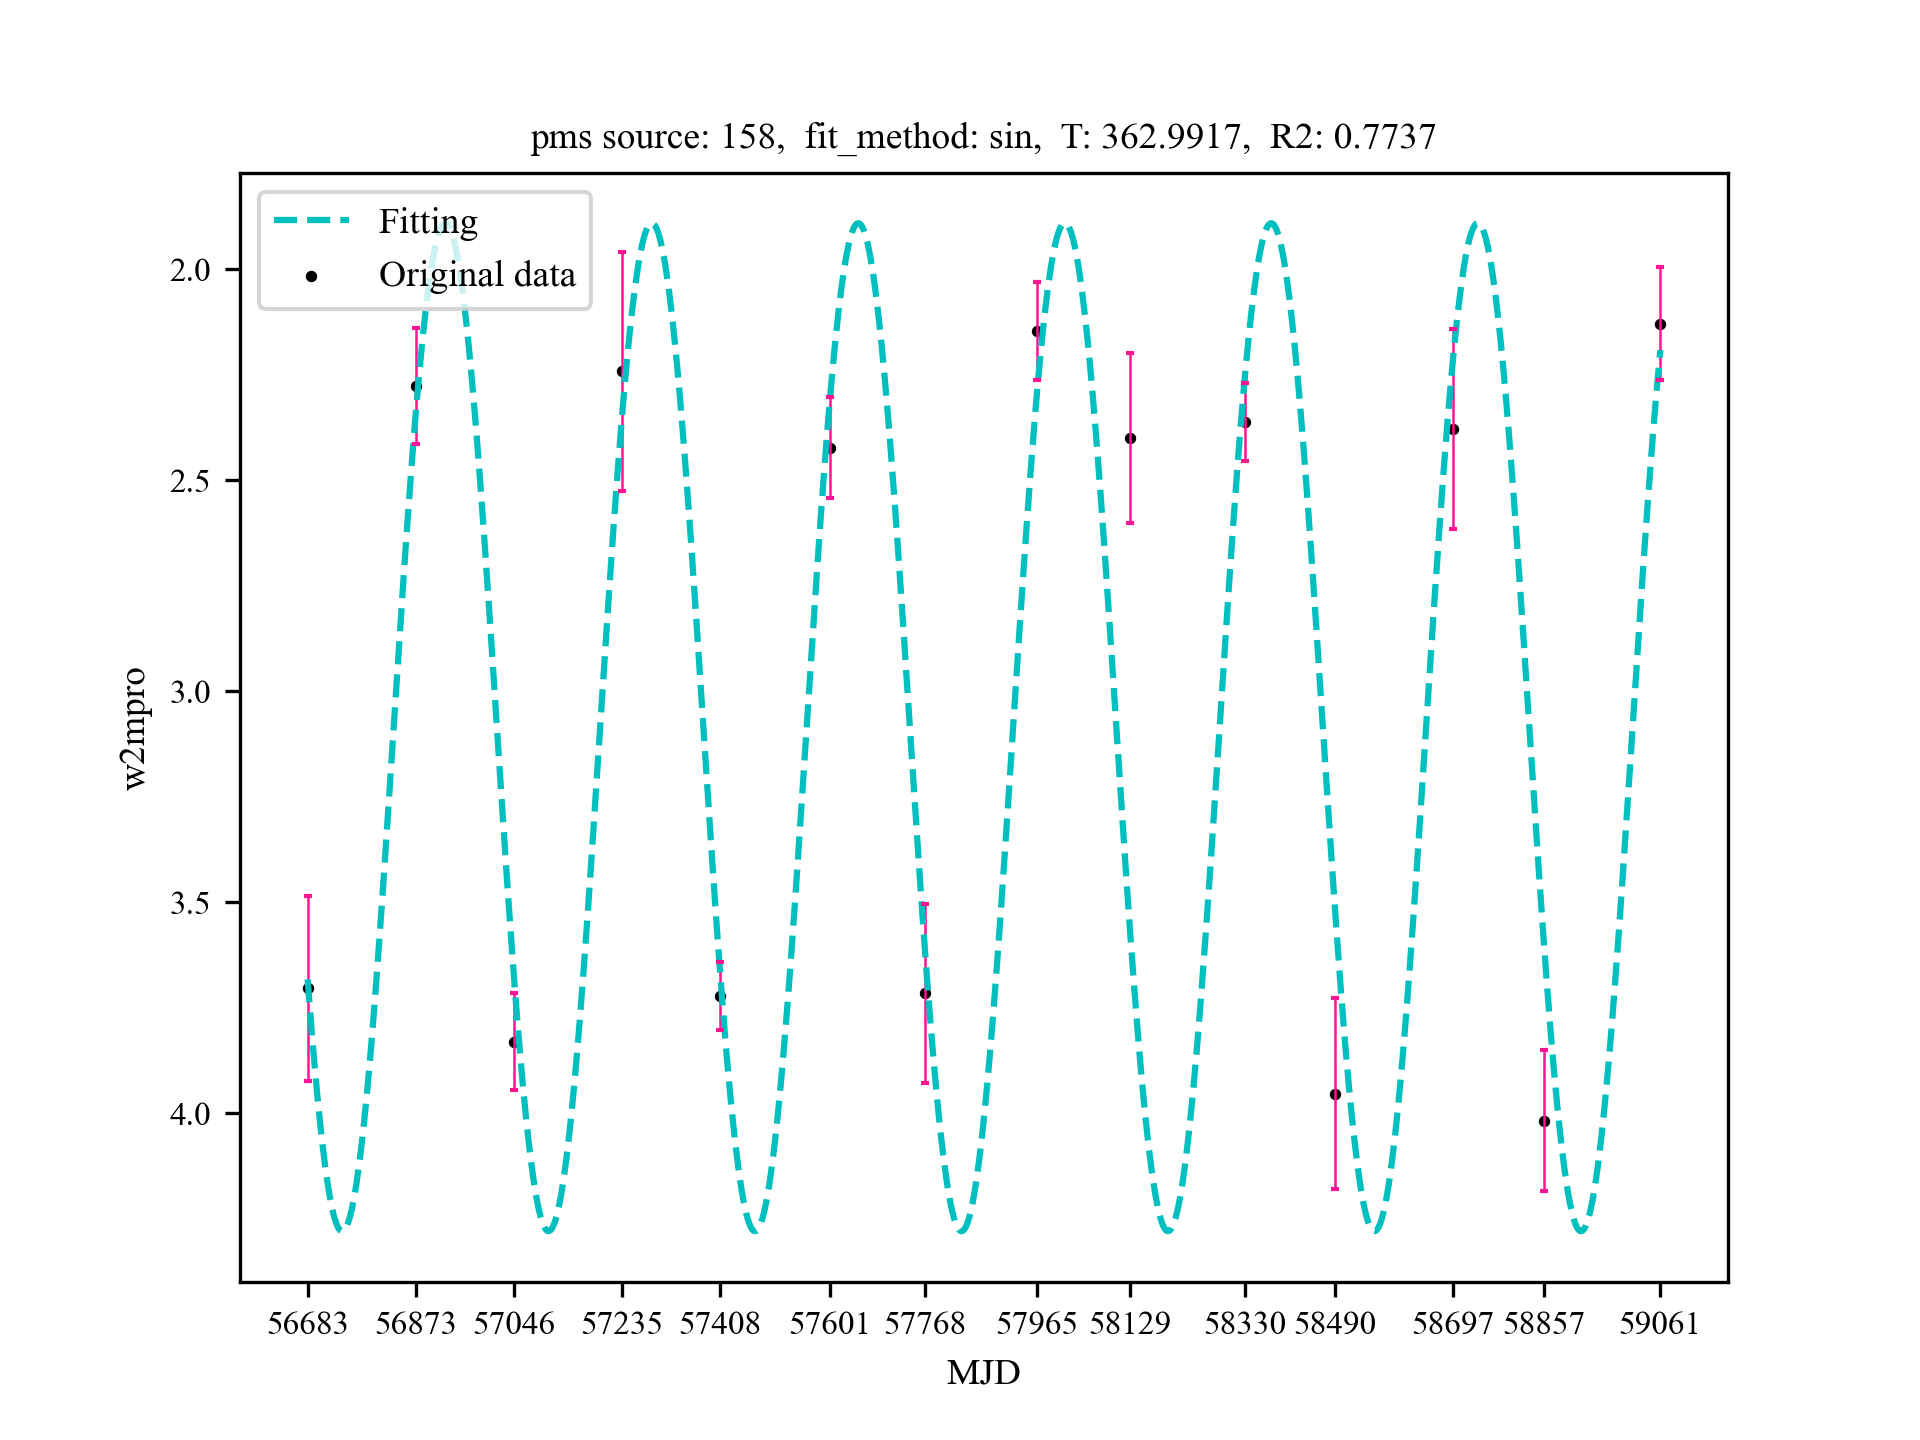 pms source: 158,  fit_method: sin,  T: 362.9917,  R2: 0.7737
Fitting
Original data
2.0
2.5
3.0
3.5
4.0
w2mpro
56683 56873 57046 57235 57408 57601 57768 57965 58129 58330 58490 58697 58857 59061
MJD